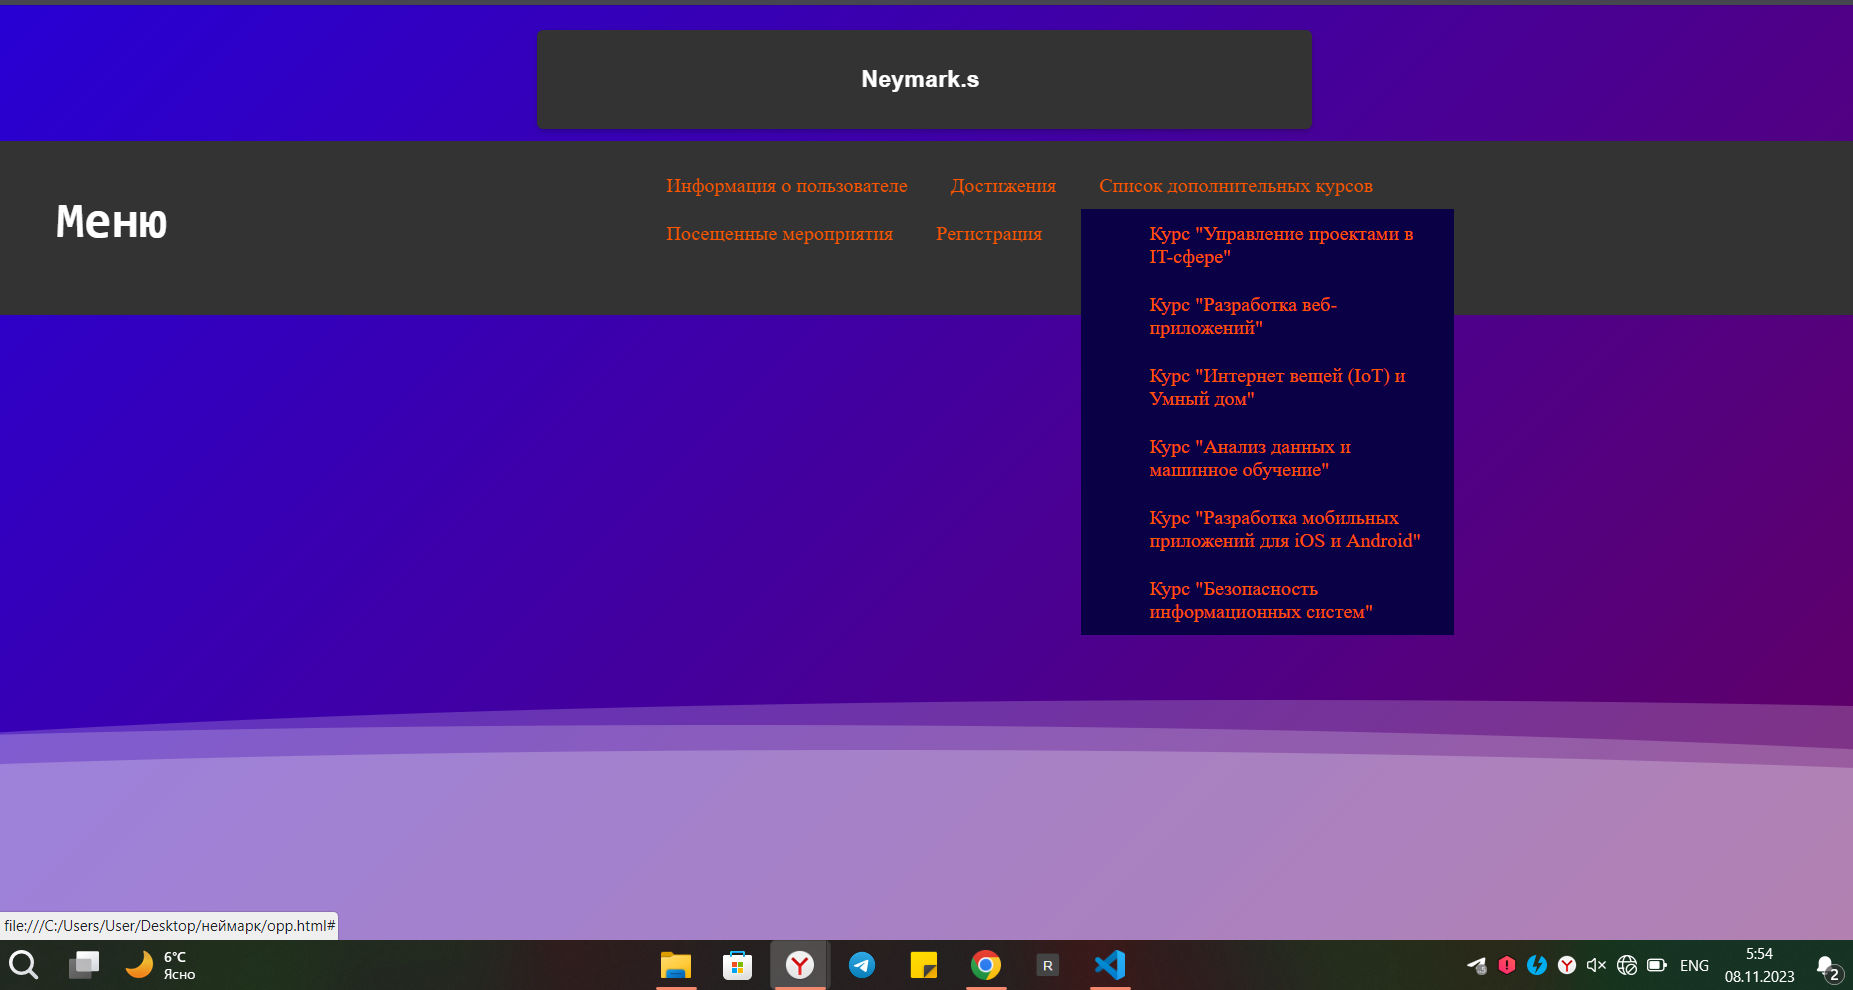 Neymark.s
Меню
Информация о пользователе
Достижения
Список дополнительных курсов
Посещенные мероприятия
Регистрация
Курс "Управление проектами в
IT-сфере"
Курс "Разработка веб-
приложений"
Курс "Интернет вещей (IoT) и
Умный дом"
Курс "Анализ данных и
машинное обучение"
Курс "Разработка мобильных
приложений для iOS и Android"
Курс "Безопасность
информационных систем"
file:///C:/Users/User/Desktop/неймарк/opp.html#
6°C
Ясно
R
ENG
5:54
08.11.2023
2